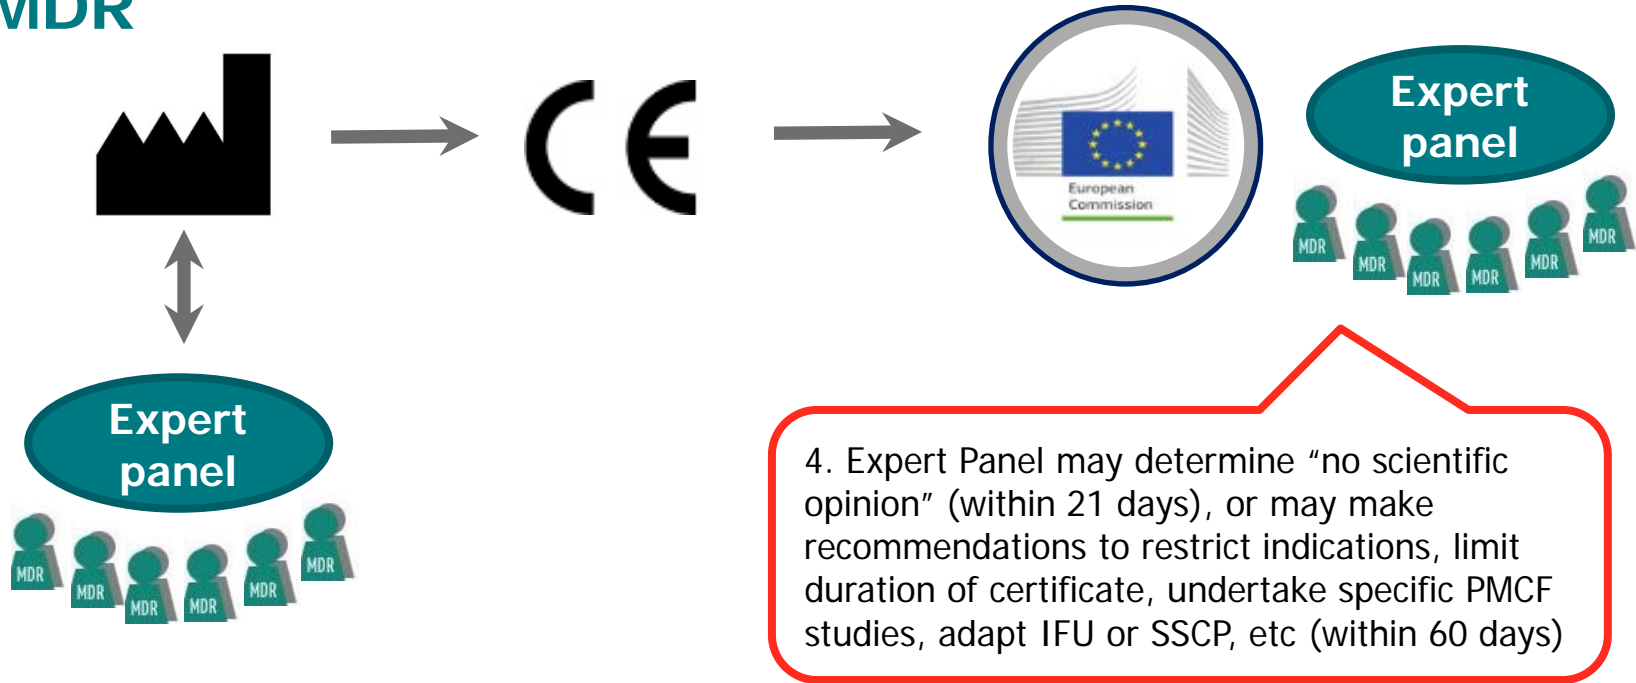 MDR
CE
European
Commission
Expert
panel
MDR
MDR
MDR
MDR
MDR
MDR
Expert
panel
MDR
MDR
MDR
MDR
MDR
MDR
4. Expert Panel may determine “no scientific
opinion” (within 21 days), or may make
recommendations to restrict indications, limit
duration of certificate, undertake specific PMCF
studies, adapt IFU or SSCP, etc (within 60 days)